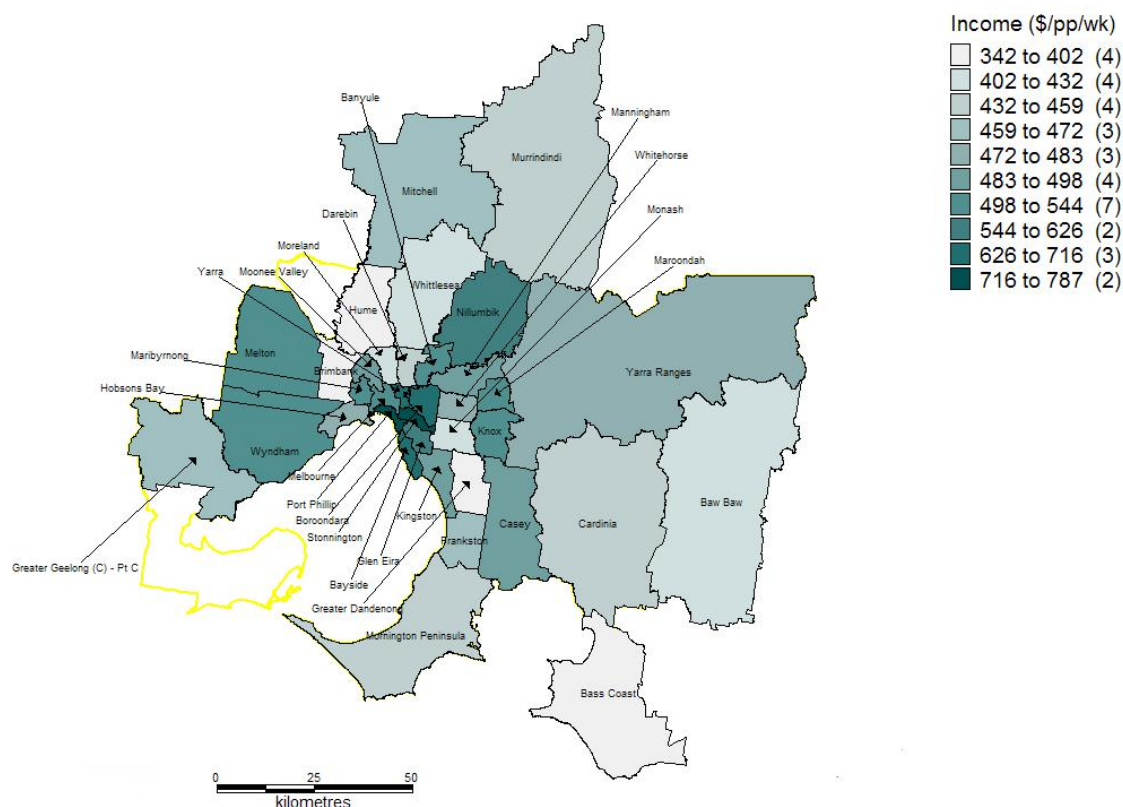 Income ($/pp/wk)
342 to 402 (4)
402 to 432 (4)
432 to 459 (4)
459 to 472 (3)
472 to 483 (3)
483 to 498 (4)
498 to 544 (7)
544 to 626 (2)
626 to 716 (3)
716 to 787 (2)
Banyule
Manningham
Murrindindi
Whitehorse
Mitchell
Darebin
Monash
Moreland
Yarra
Moonee Valley
Maroondah
Whittlesea
Hume
Nillumbik
Melton
Maribyrnong
Brimbank
Yarra Ranges
Hobsons Bay
Knox
Wyndham
Melbourne
Port Phillip
Baw Baw
Boroondara
Kingston
Casey
Cardinia
Stonnington
Frankston
Glen Eira
Greater Geelong (C) - Pt C
Bayside
Greater Dandenong
Mornington Peninsula
Bass Coast
0 25 50
kilometres